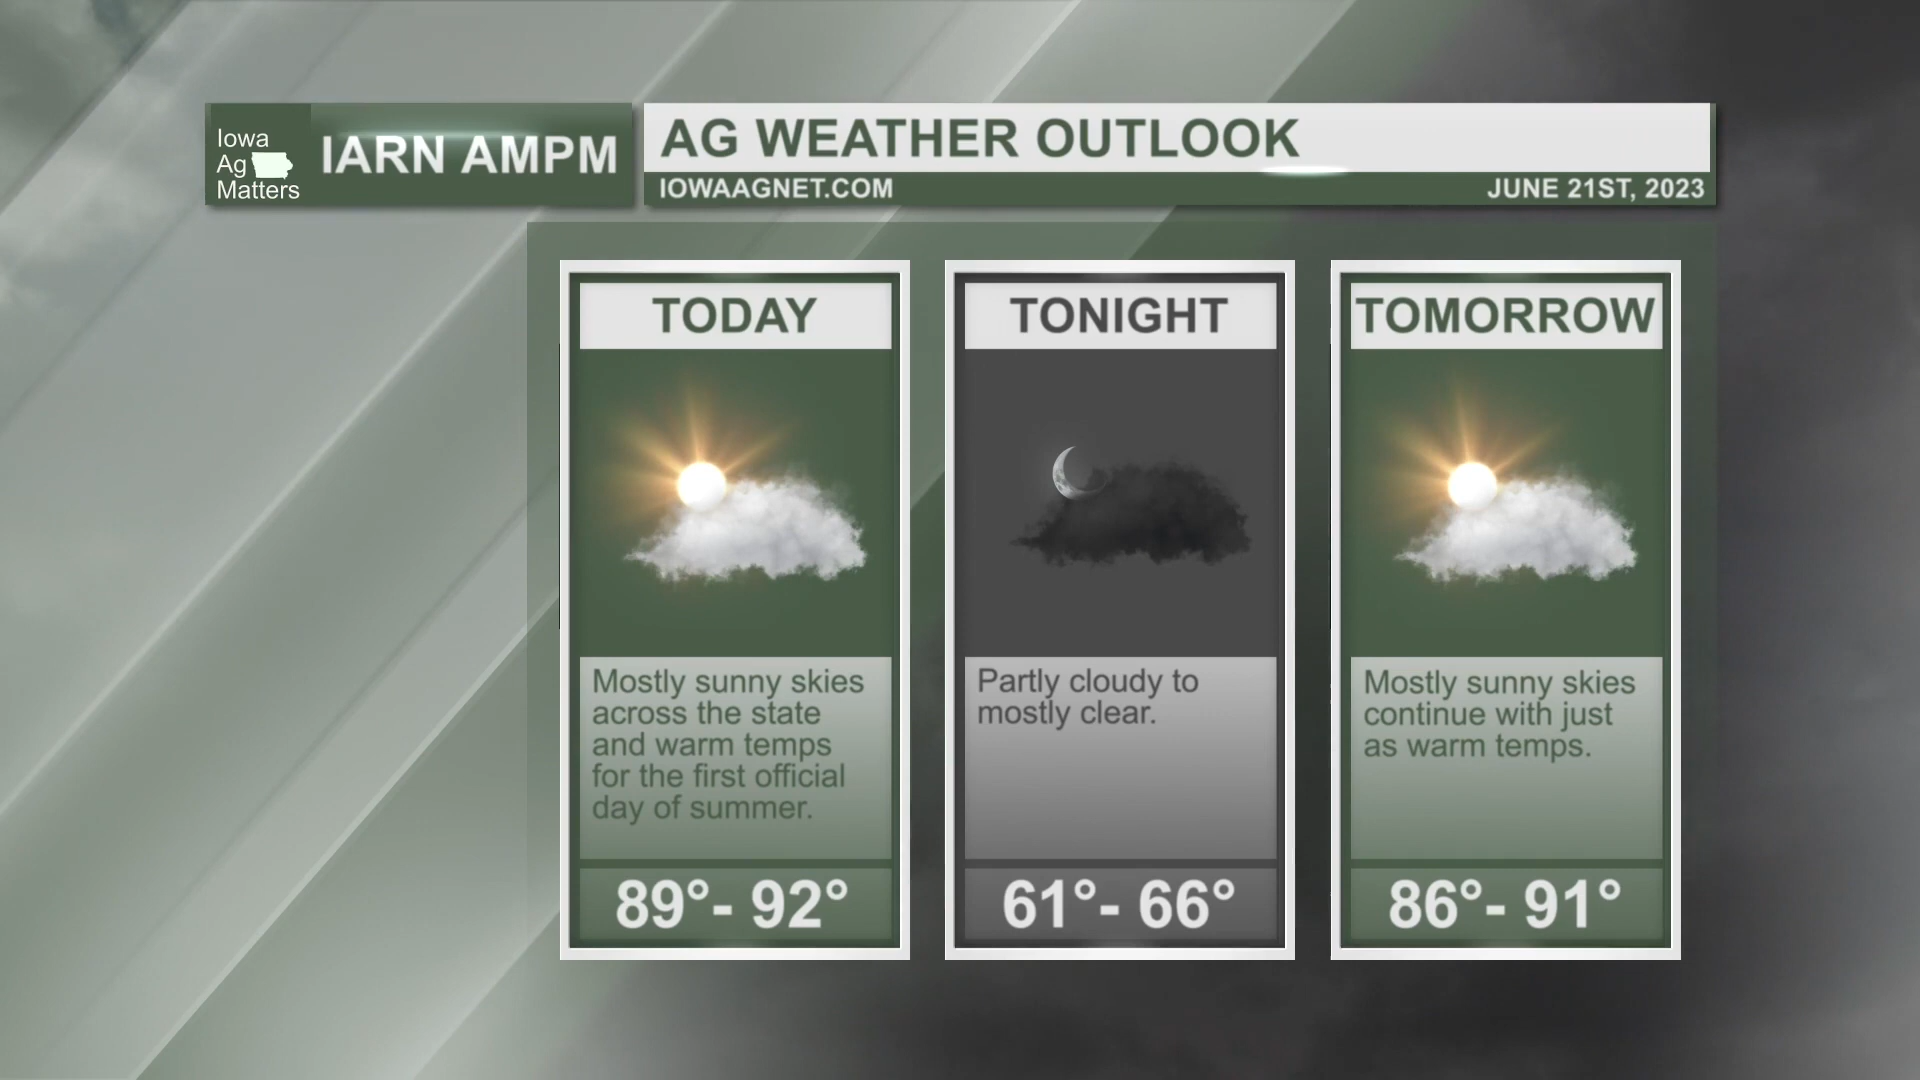 Iowa
Ag
Matters
IARN AMPM
AG WEATHER OUTLOOK
IOWAAGNET.COM
JUNE 21ST, 2023
TODAY
Mostly sunny skies
across the state
and warm temps
for the first official
day of summer.
89°- 92°
TONIGHT
Partly cloudy to
mostly clear.
61°- 66°
TOMORROW
Mostly sunny skies
continue with just
as warm temps.
86°- 91°